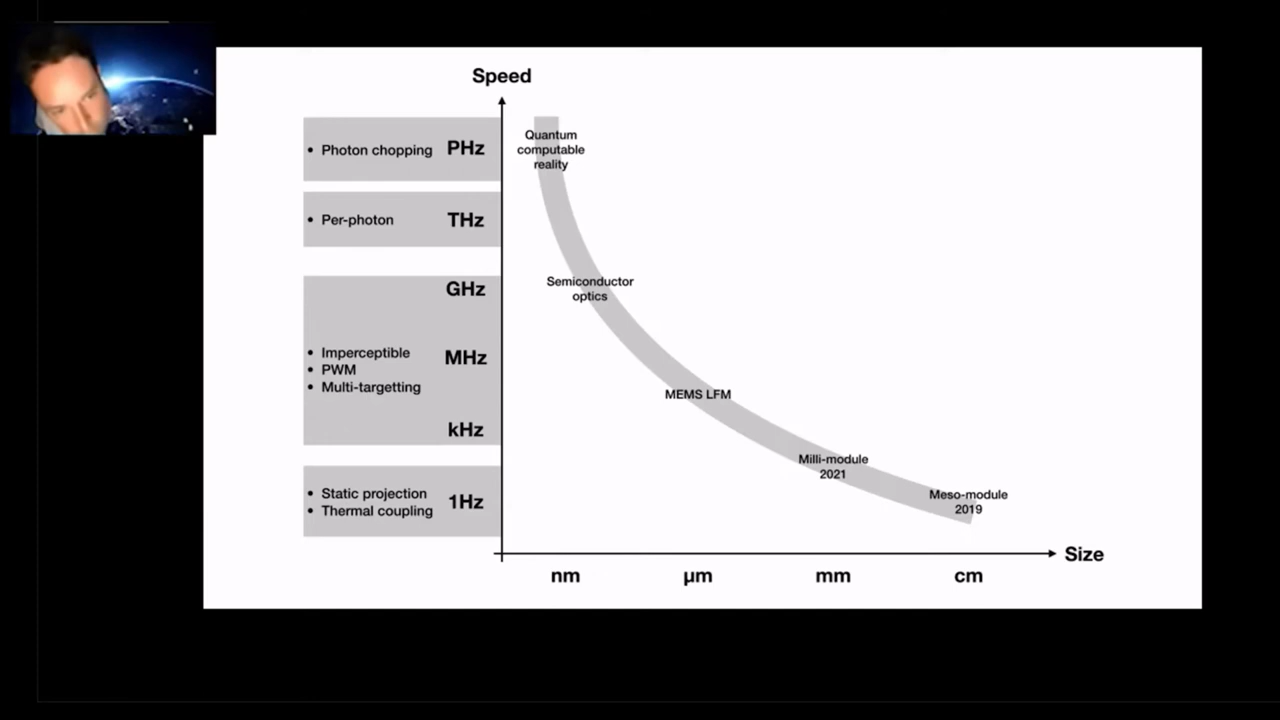 Speed
• Photon chopping PHz
• Per-photon THz
GHz
• Imperceptible
• PWM
• Multi-targetting
MHz
kHz
• Static projection
• Thermal coupling
1Hz
Quantum
computable
reality
Semiconductor
optics
MEMS LFM
Milli-module
2021
Meso-module
2019
Size
nm µm mm cm